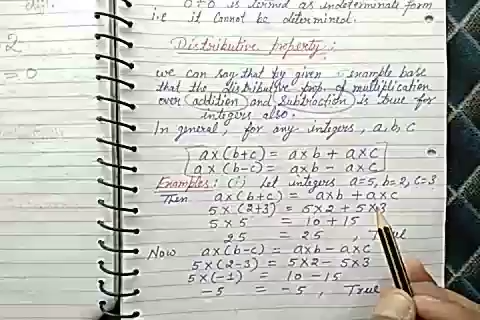 0÷0 is termed as indeterminate form
i.e it cannot be determined.
2
= 0
Distributive property:
we can say that by given example base
that the distributive prop. of multiplication
over (addition) and (subtraction) is true for
integers also.
In general, for any integers, a, b, c
a×(b+c) = a×b + a×c
a×(b-c) = a×b - a×c
Examples: (i) Let integers a=5, b=2, c=3
Then a×(b+c) = a×b + a×c
5×(2+3) = 5×2 + 5×3
5×5 = 10+15
25 = 25, True
Now a×(b-c) = a×b - a×c
5×(2-3) = 5×2 - 5×3
5×(-1) = 10-15
-5 = -5, True